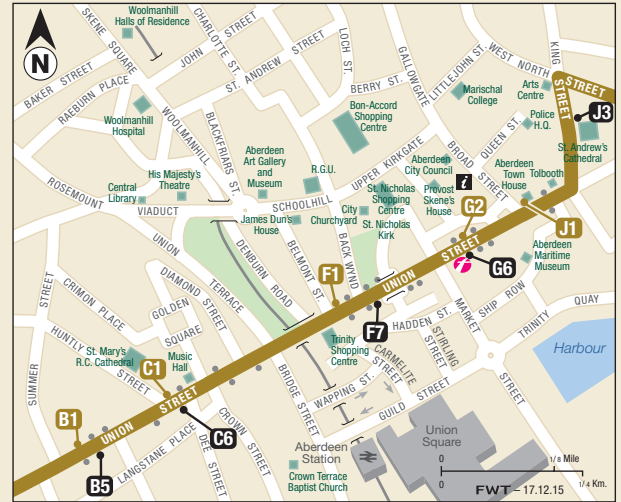 Woolmanhill
Halls of Residence
SKENE SQUARE
CHARLOTTE ST.
JOHN STREET
LOCH ST.
GALLOWGATE
LITTLEJOHN ST.
WEST NORTH STREET
KING STREET
BAKER STREET
RAEBURN PLACE
ST. ANDREW STREET
BERRY ST.
Marischal
College
Arts
Centre
J3
N
Woolmanhill
Hospital
WOOLMANHILL
BLACKFRIARS ST.
Bon-Accord
Shopping
Centre
Police
H.Q.
St. Andrew's
Cathedral
QUEEN ST.
BROAD STREET
UPPER KIRKGATE
Aberdeen
City Council
Aberdeen
Art Gallery
and
Museum
R.G.U.
i
Aberdeen
Town
House
Tolbooth
ROSEMOUNT
VIADUCT
His Majesty's
Theatre
Central
Library
SCHOOLHILL
James Dun's
House
City
Churchyard
St. Nicholas
Shopping
Centre
Provost
Skene's
House
St. Nicholas
Kirk
G2
J1
UNION
TERRACE
DENBURN ROAD
BELMONT ST.
BACK WYND
F1
UNION
STREET
G6
Aberdeen
Maritime
Museum
DIAMOND STREET
CRIMON PLACE
GOLDEN
SQUARE
HUNTLY STREET
SUMMER
STREET
F7
HADDEN ST.
MARKET
STREET
SHIP ROW
TRINITY
QUAY
Harbour
St. Mary's
R.C. Cathedral
Music
Hall
Trinity
Shopping
Centre
CARMELITE
STREET
STIRLING
STREET
WAPPING ST.
GUILD STREET
BRIDGE STREET
C1
B1
UNION
STREET
C6
B5
LANGSTANE PLACE
DEE STREET
CROWN STREET
Aberdeen
Station
Crown Terrace
Baptist Church
Union
Square
0
1/8 Mile
0
1/4 Km.
FWT – 17.12.15